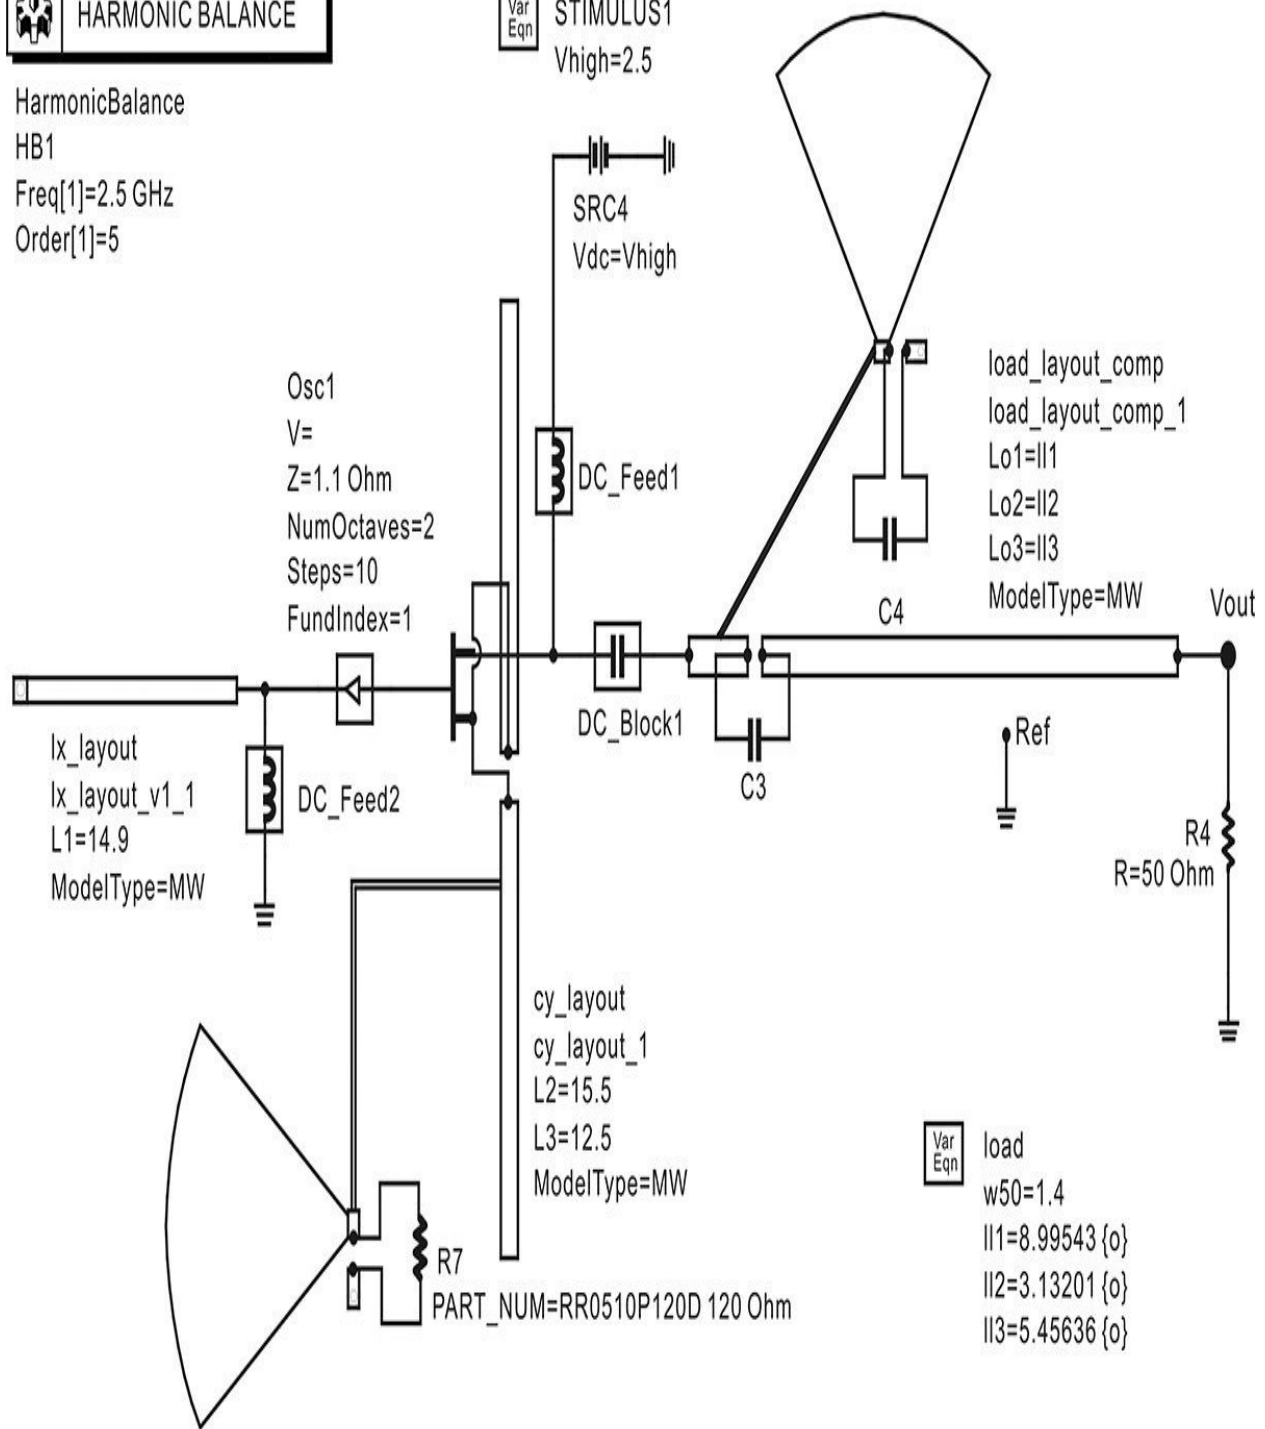 HARMONIC BALANCE
HarmonicBalance
HB1
Freq[1]=2.5 GHz
Order[1]=5
Var
Eqn
STIMULUS1
Vhigh=2.5
SRC4
Vdc=Vhigh
Osc1
V=
Z=1.1 Ohm
NumOctaves=2
Steps=10
FundIndex=1
DC_Feed1
load_layout_comp
load_layout_comp_1
Lo1=ll1
Lo2=ll2
Lo3=ll3
ModelType=MW
C4
Vout
DC_Block1
C3
Ref
R4
R=50 Ohm
lx_layout
lx_layout_v1_1
L1=14.9
ModelType=MW
DC_Feed2
cy_layout
cy_layout_1
L2=15.5
L3=12.5
ModelType=MW
R7
PART_NUM=RR0510P120D 120 Ohm
Var
Eqn
load
w50=1.4
ll1=8.99543 {o}
ll2=3.13201 {o}
ll3=5.45636 {o}